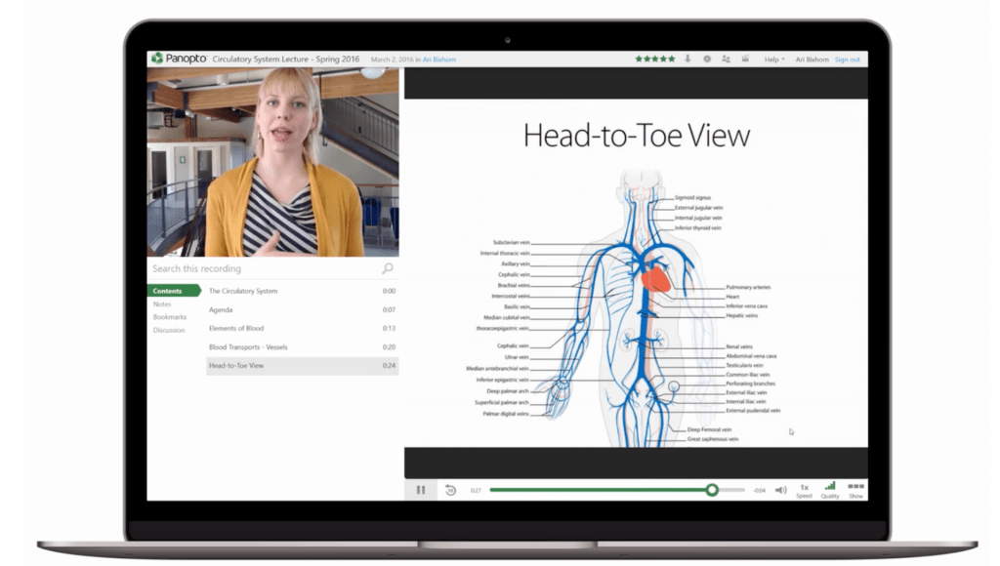 Panopto Circulatory System Lecture - Spring 2016 March 2, 2016 in Ari Bixhorn
Help Ari Bixhorn Sign out
Search this recording
Contents
Notes
Bookmarks
Discussion
The Circulatory System 0:00
Agenda 0:07
Elements of Blood 0:13
Blood Transports - Vessels 0:20
Head-to-Toe View 0:24
Head-to-Toe View
Subclavian vein
Internal thoracic vein
Axillary vein
Cephalic vein
Brachial veins
Intercostal veins
Basilic vein
Median cubital vein
thoracoepigastric vein
Cephalic vein
Ulnar vein
Median antebranchial vein
Inferior epigastric vein
Deep palmar arch
Superficial palmar arch
Palmar digital veins
Sigmoid signus
External jugular vein
Internal jugular vein
Inferior thyroid vein
Pulmonary arteries
Heart
Inferior vena cava
Hepatic veins
Renal veins
Abdominal vena cava
Testicularis vein
Common iliac vein
Perforating branches
External iliac vein
Internal iliac vein
External pudendal vein
Deep Femoral vein
Great saphenous vein
10
0:27
-0:04
1x
Speed
Quality
Show